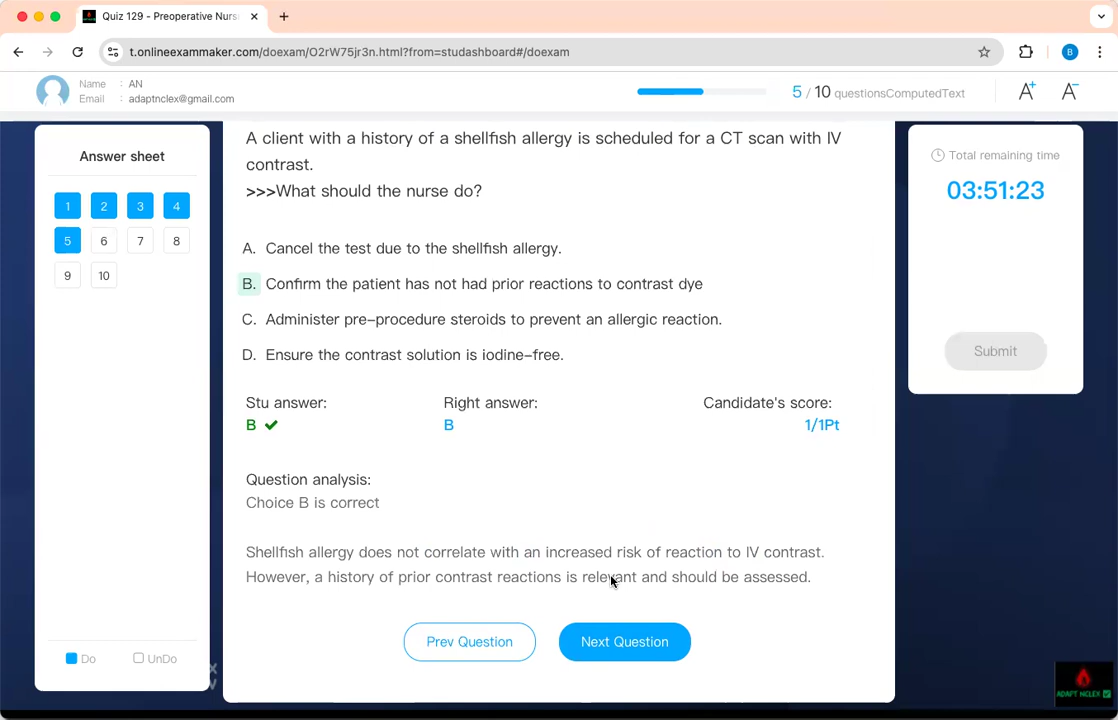 Quiz 129 - Preoperative Nurs
t.onlineexammaker.com/doexam/O2rW75jr3n.html?from=studashboard#/doexam
B
Name : AN
Email : adaptnclex@gmail.com
5 / 10 questionsComputedText
A+ A-
Answer sheet
1 2 3 4
5 6 7 8
9 10
Do UnDo
A client with a history of a shellfish allergy is scheduled for a CT scan with IV
contrast.
>>>What should the nurse do?
A. Cancel the test due to the shellfish allergy.
B. Confirm the patient has not had prior reactions to contrast dye
C. Administer pre-procedure steroids to prevent an allergic reaction.
D. Ensure the contrast solution is iodine-free.
Stu answer: Right answer: Candidate's score:
B B 1/1Pt
Question analysis:
Choice B is correct
Shellfish allergy does not correlate with an increased risk of reaction to IV contrast.
However, a history of prior contrast reactions is relevant and should be assessed.
Prev Question Next Question
Total remaining time
03:51:23
Submit
ADAPT NCLEX